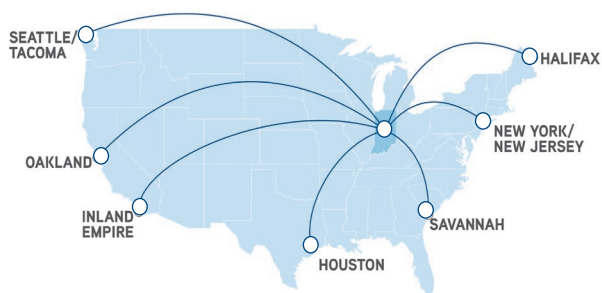 SEATTLE/
TACOMA
HALIFAX
NEW YORK/
NEW JERSEY
OAKLAND
INLAND
EMPIRE
SAVANNAH
HOUSTON